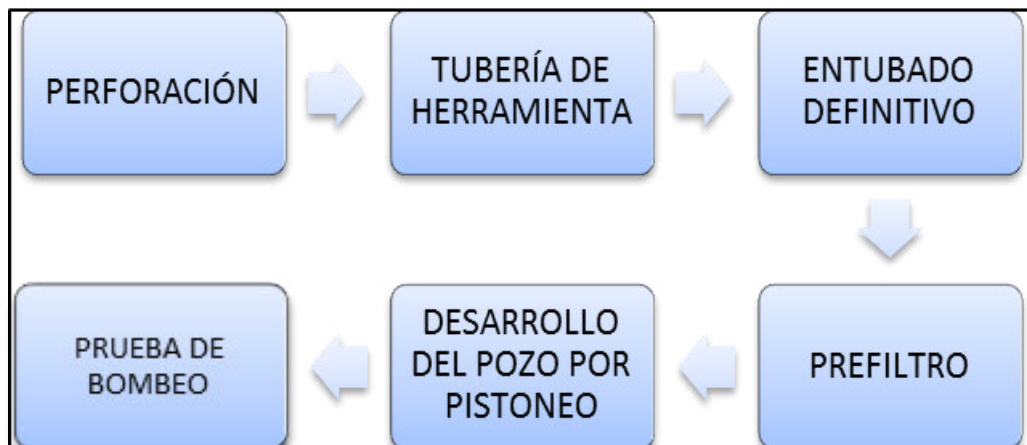 PERFORACIÓN
TUBERÍA DE
HERRAMIENTA
ENTUBADO
DEFINITIVO
PREFILTRO
DESARROLLO
DEL POZO POR
PISTONEO
PRUEBA DE
BOMBEO